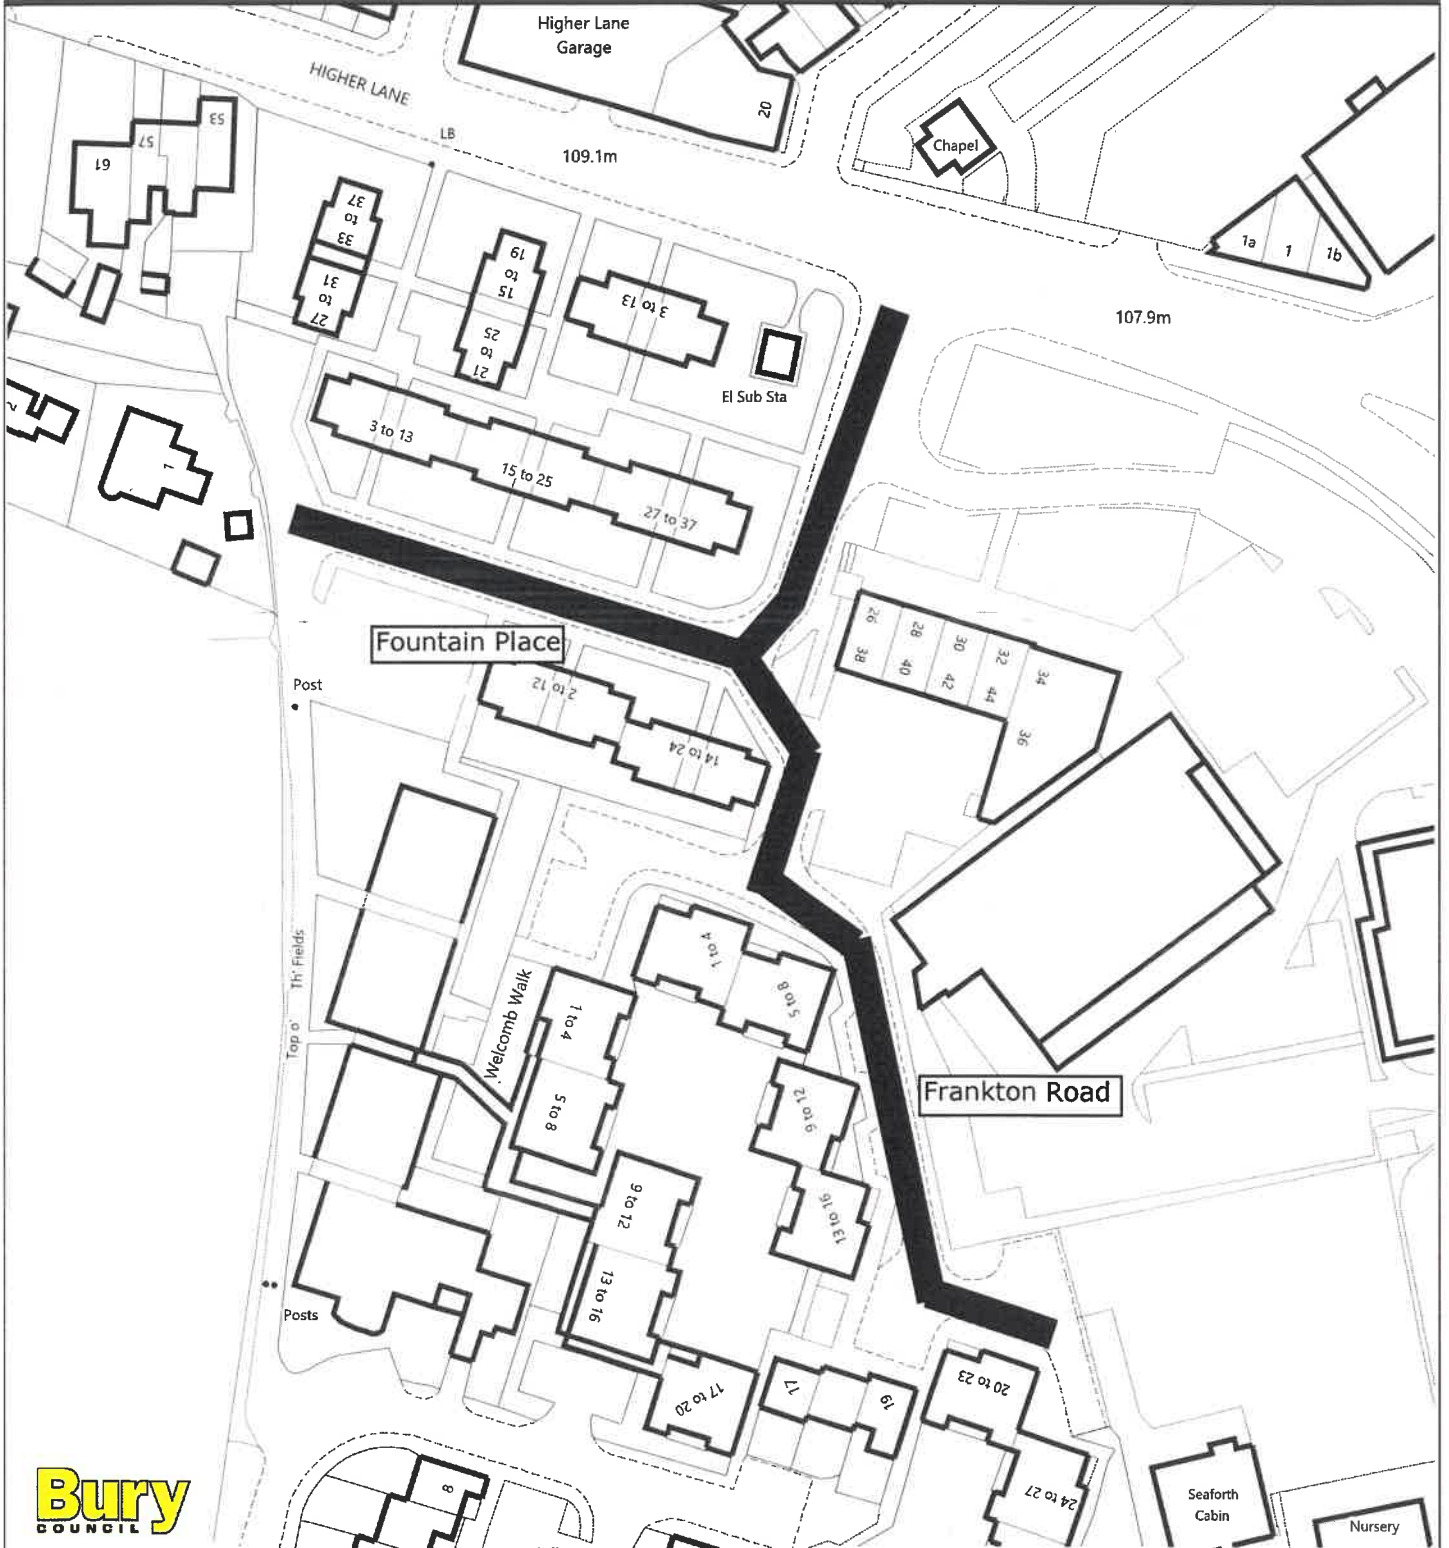 Higher Lane
Garage
HIGHER LANE
20
LB
109.1m
Chapel
53
57
61
37
to
33
31
to
27
19
to
15
25
to
21
3 to 13
1a
1
1b
107.9m
El Sub Sta
3 to 13
15 to 25
27 to 37
2
1
Fountain Place
26
28
30
32
34
38
40
42
44
36
2 to 12
14 to 24
Post
Top o' Th' Fields
Welcomb Walk
1 to 4
5 to 8
1 to 4
5 to 8
9 to 12
13 to 16
Frankton Road
9 to 12
13 to 16
Posts
17 to 20
17
19
20 to 23
24 to 27
8
Seaforth
Cabin
Nursery
Bury
COUNCIL